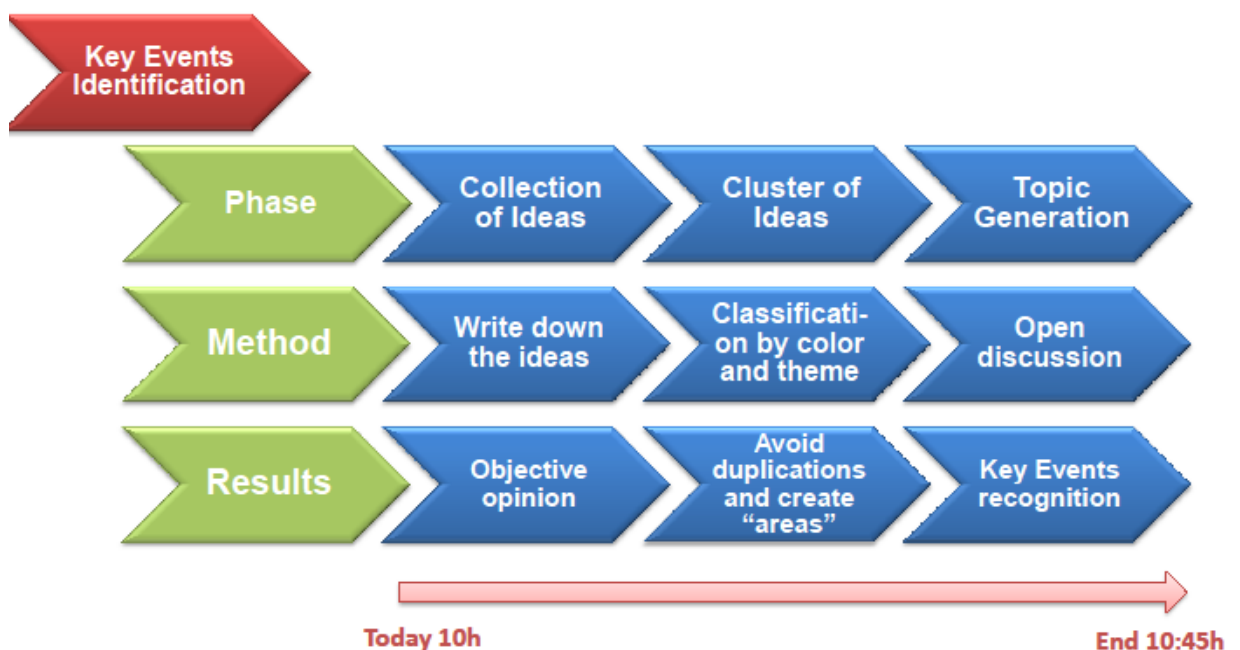 Key Events
Identification
Phase
Collection
of Ideas
Cluster of
Ideas
Topic
Generation
Method
Write down
the ideas
Classificati-
on by color
and theme
Open
discussion
Results
Objective
opinion
Avoid
duplications
and create
“areas”
Key Events
recognition
Today 10h
End 10:45h